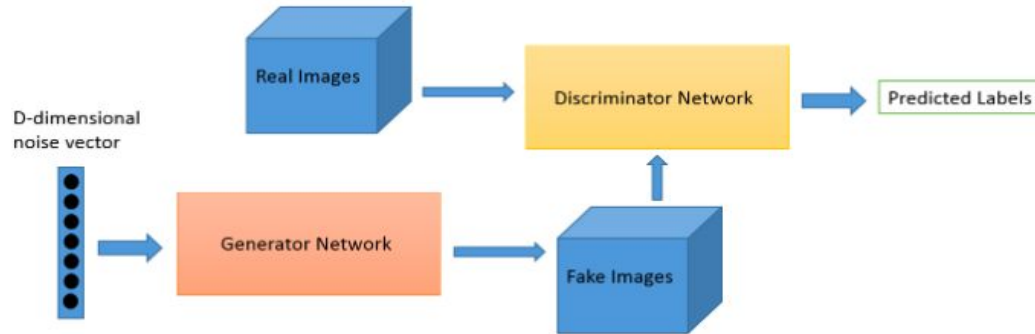 Real Images
Discriminator Network
Predicted Labels
D-dimensional
noise vector
Generator Network
Fake Images